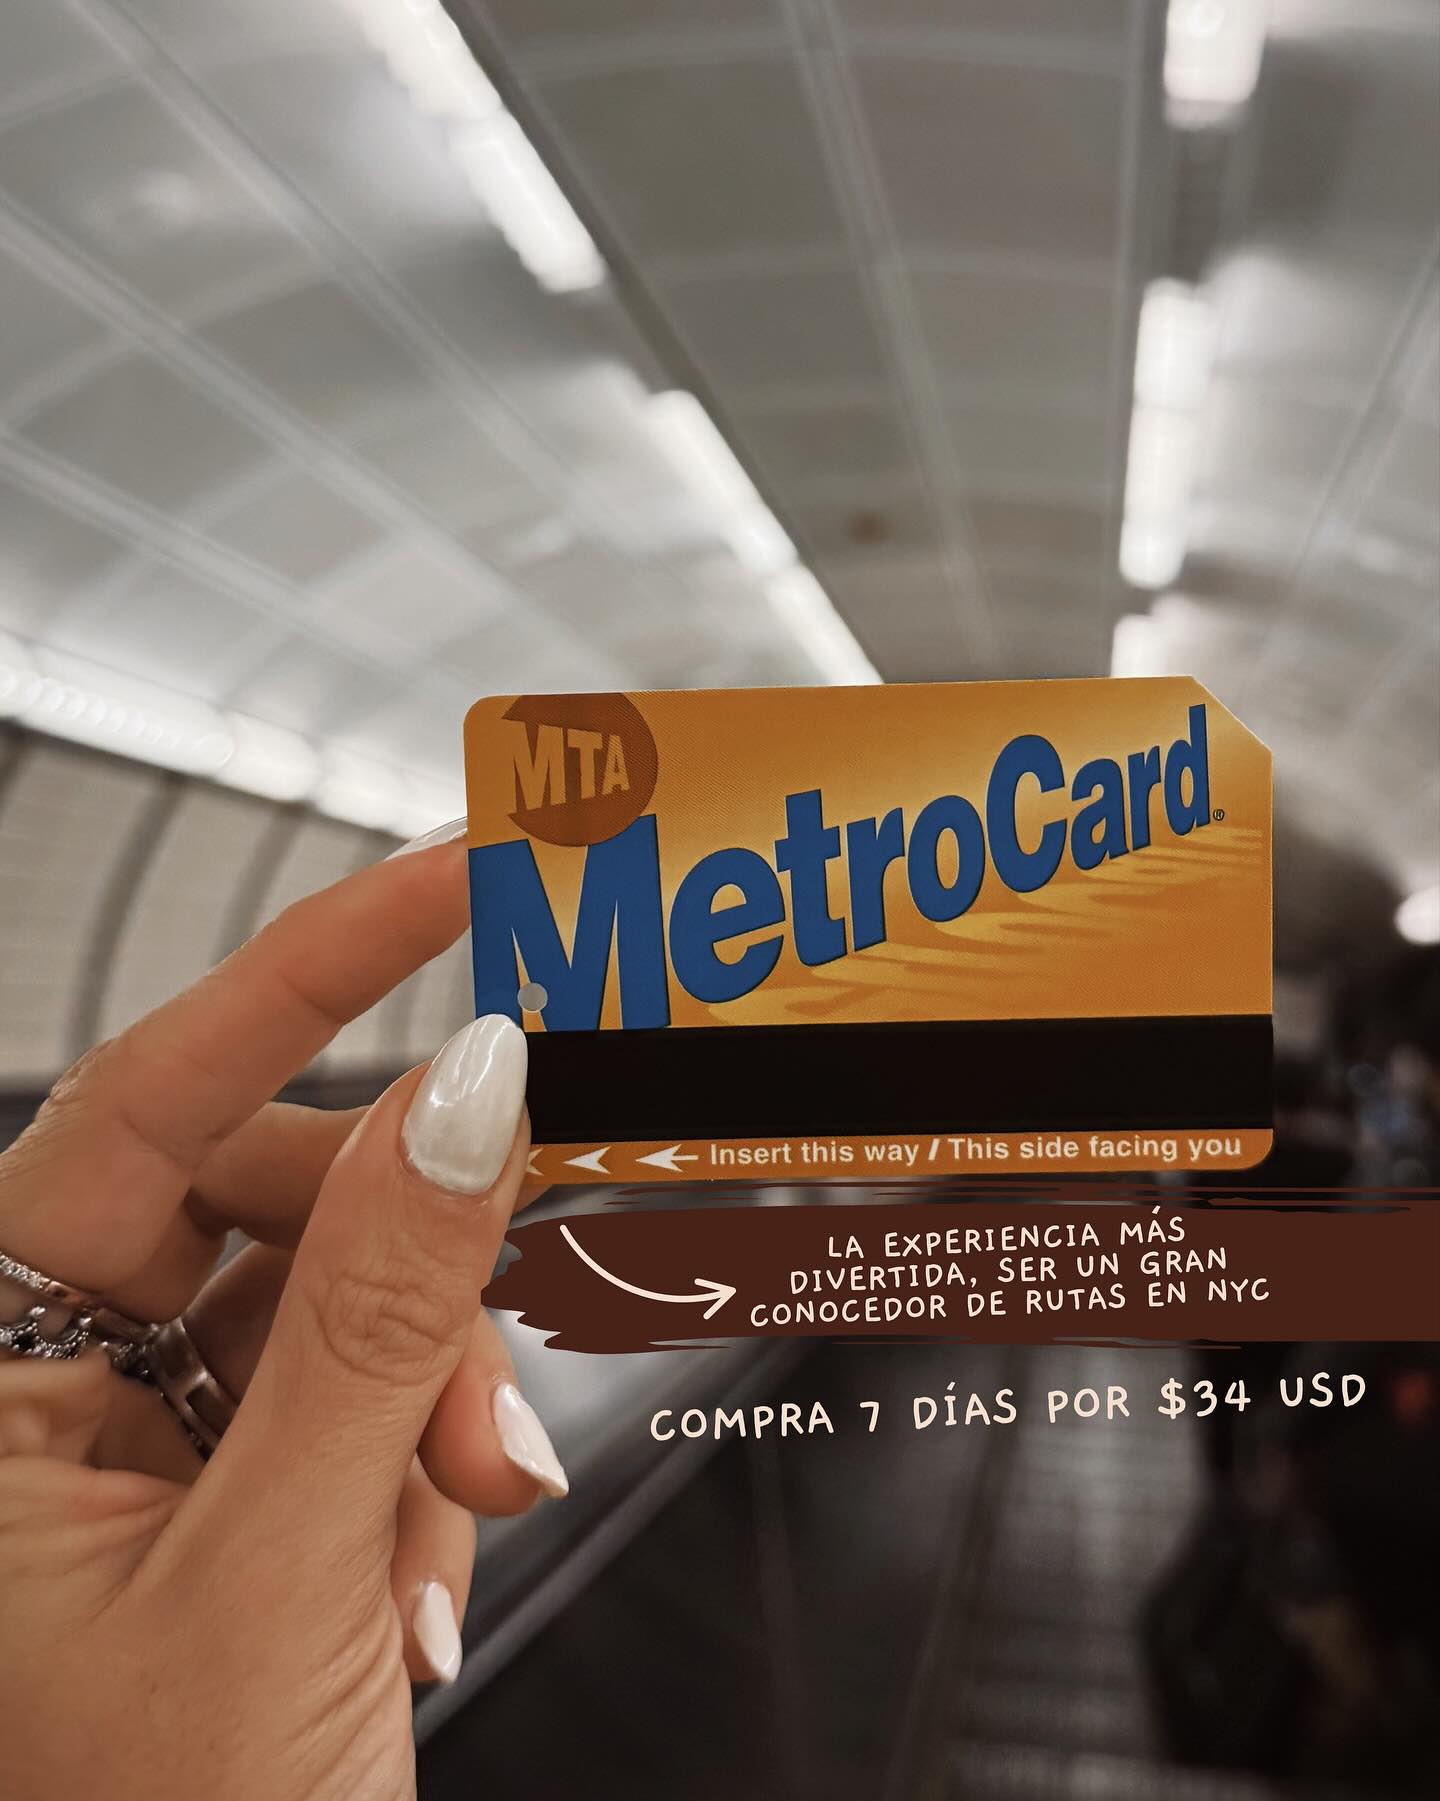 MTA
MetroCard®
Insert this way / This side facing you
LA EXPERIENCIA MÁS
DIVERTIDA, SER UN GRAN
CONOCEDOR DE RUTAS EN NYC
COMPRA 7 DÍAS POR $34 USD